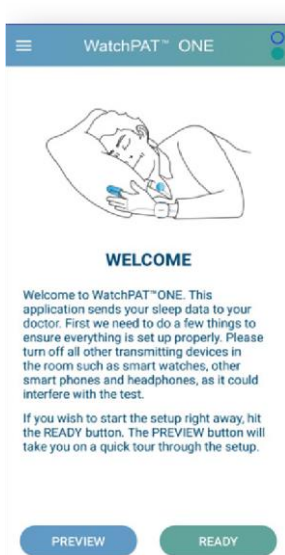 WatchPAT™ ONE
WELCOME
Welcome to WatchPAT™ONE. This
application sends your sleep data to your
doctor. First we need to do a few things to
ensure everything is set up properly. Please
turn off all other transmitting devices in
the room such as smart watches, other
smart phones and headphones, as it could
interfere with the test.
If you wish to start the setup right away, hit
the READY button. The PREVIEW button will
take you on a quick tour through the setup.
PREVIEW
READY